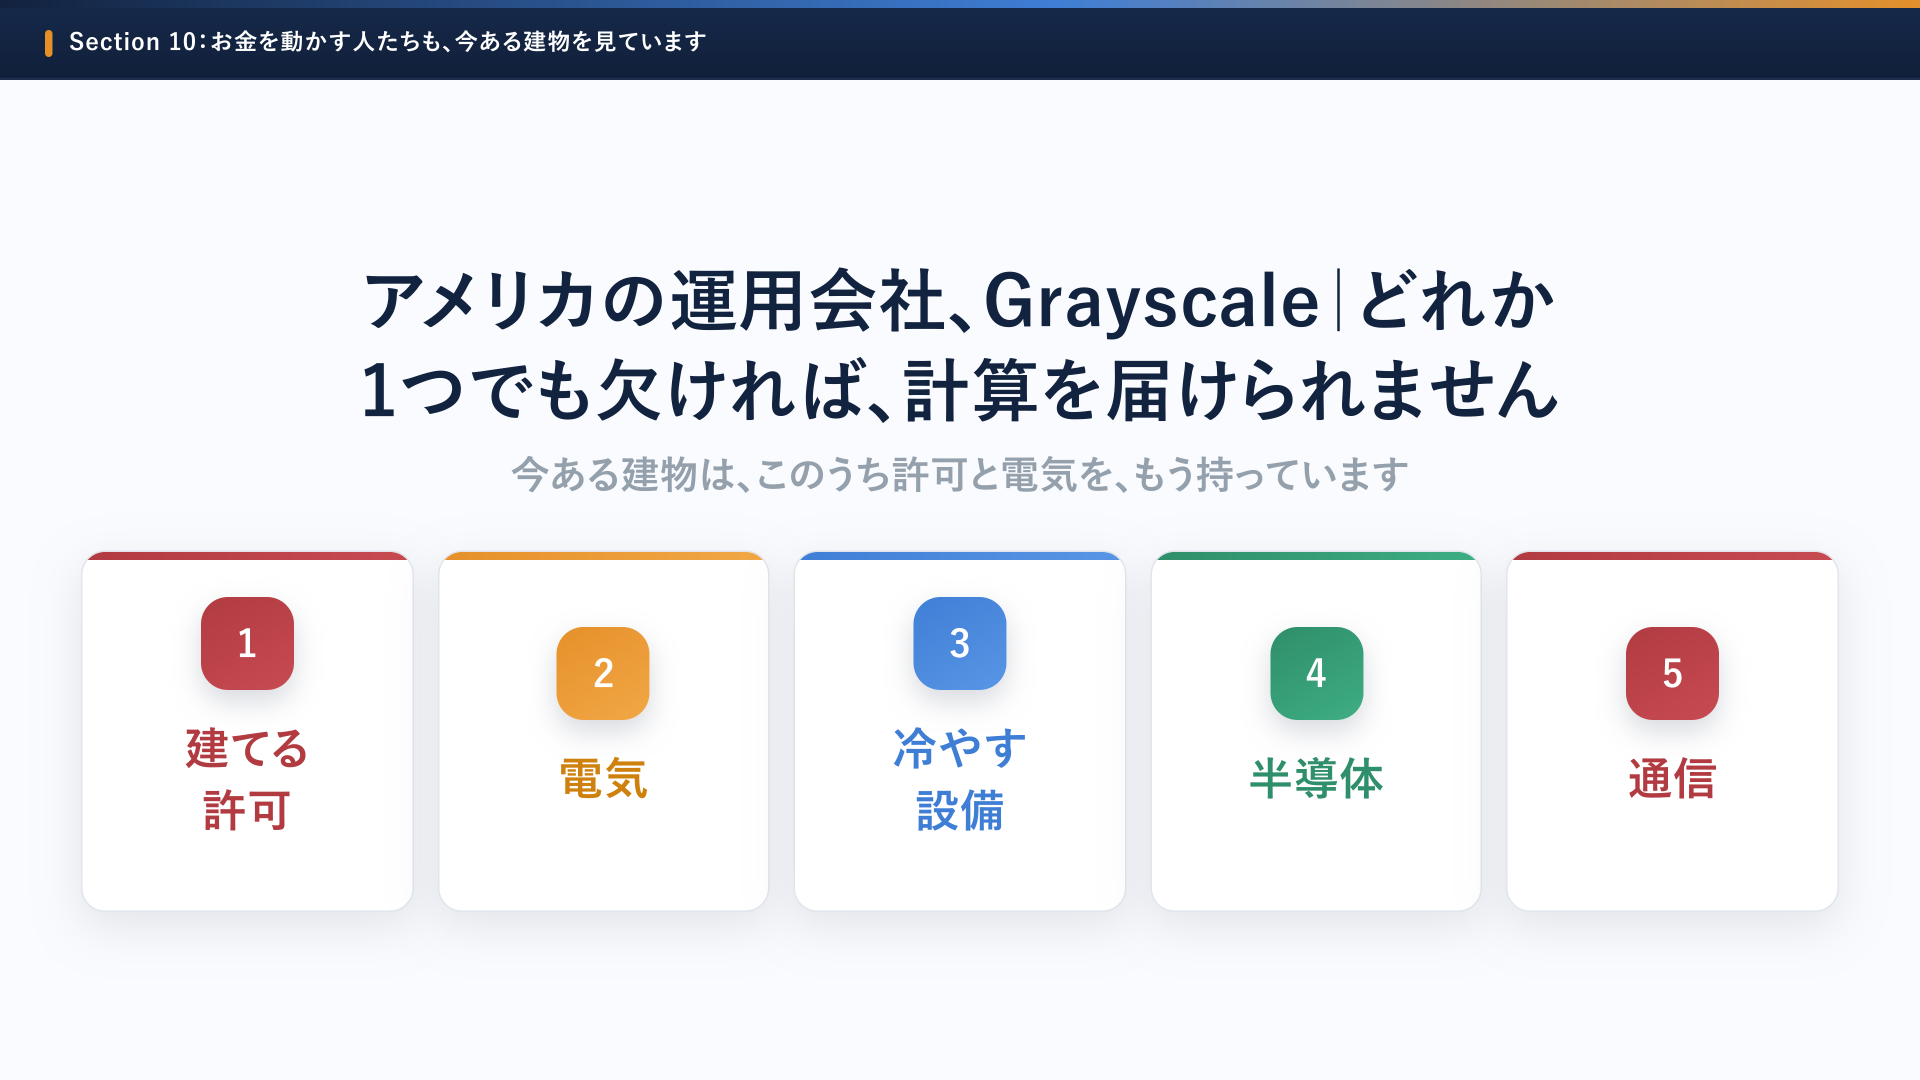 Section 10：お金を動かす人たちも、今ある建物を見ています
アメリカの運用会社、Grayscale｜どれか
1つでも欠ければ、計算を届けられません
今ある建物は、このうち許可と電気を、もう持っています
1
建てる
許可
2
電気
3
冷やす
設備
4
半導体
5
通信